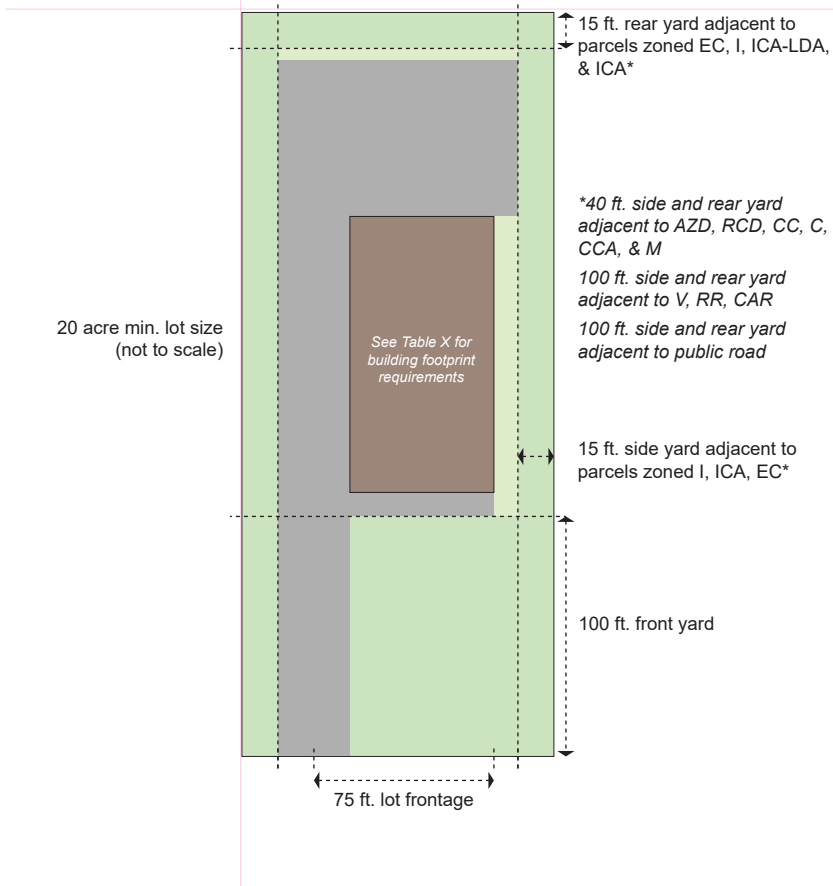 15 ft. rear yard adjacent to
parcels zoned EC, I, ICA-LDA,
& ICA*
*40 ft. side and rear yard
adjacent to AZD, RCD, CC, C,
CCA, & M
100 ft. side and rear yard
adjacent to V, RR, CAR
100 ft. side and rear yard
adjacent to public road
20 acre min. lot size
(not to scale)
See Table X for
building footprint
requirements
15 ft. side yard adjacent to
parcels zoned I, ICA, EC*
100 ft. front yard
75 ft. lot frontage